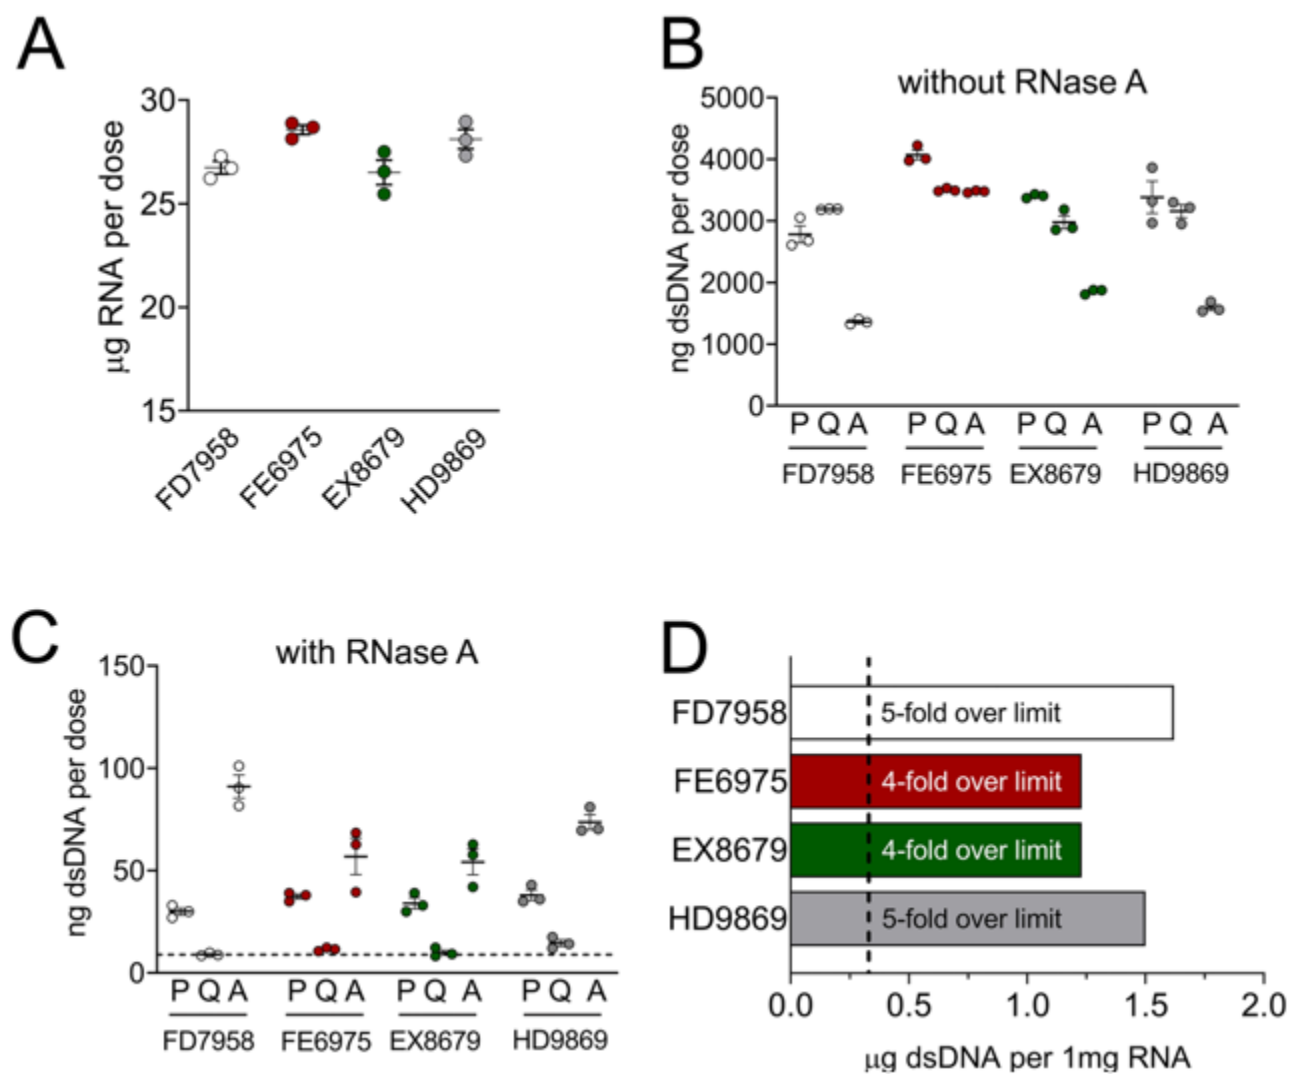 A
30
25
20
15
µg RNA per dose
FD7958
FE6975
EX8679
HD9869
B
without RNase A
5000
4000
3000
2000
1000
0
ng dsDNA per dose
P Q A P Q A P Q A P Q A
FD7958 FE6975 EX8679 HD9869
C
with RNase A
150
100
50
0
ng dsDNA per dose
P Q A P Q A P Q A P Q A
FD7958 FE6975 EX8679 HD9869
D
FD7958 5-fold over limit
FE6975 4-fold over limit
EX8679 4-fold over limit
HD9869 5-fold over limit
0.0 0.5 1.0 1.5 2.0
µg dsDNA per 1mg RNA